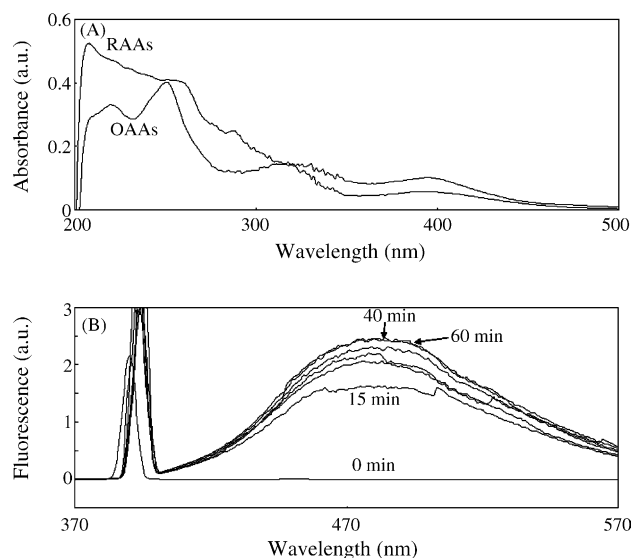 0.6
(A)
RAAs
0.4
OAAs
0.2
0
200
300
400
500
Absorbance (a.u.)
Wavelength (nm)
3
(B)
40 min
60 min
2
15 min
1
0 min
0
370
470
570
Fluorescence (a.u.)
Wavelength (nm)